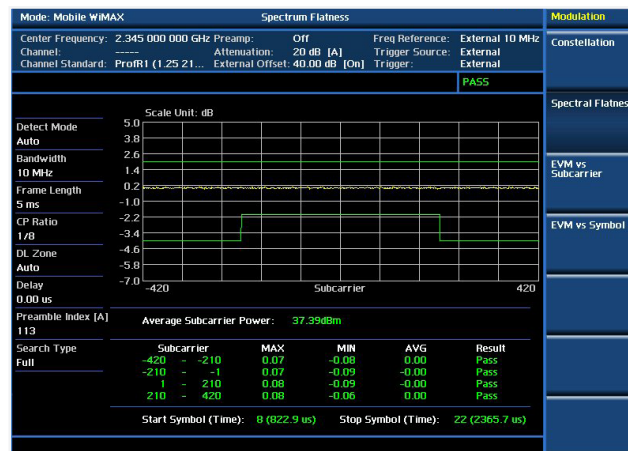 Mode: Mobile WiMAX Spectrum Flatness Modulation
Center Frequency: 2.345 000 000 GHz Preamp: Off Freq Reference: External 10 MHz
Channel: ----- Attenuation: 20 dB [A] Trigger Source: External
Channel Standard: ProfR1 (1.25 21... External Offset: 40.00 dB [On] Trigger: External
PASS
Constellation
Spectral Flatnes
EVM vs
Subcarrier
EVM vs Symbol
Detect Mode
Auto
Bandwidth
10 MHz
Frame Length
5 ms
CP Ratio
1/8
DL Zone
Auto
Delay
0.00 us
Preamble Index [A]
113
Search Type
Full
Scale Unit: dB
5.0
3.8
2.6
1.4
0.2
-1.0
-2.2
-3.4
-4.6
-5.8
-7.0
-420 Subcarrier 420
Average Subcarrier Power: 37.39dBm
Subcarrier MAX MIN AVG Result
-420 - -210 0.07 -0.08 0.00 Pass
-210 - -1 0.07 -0.09 0.00 Pass
1 - 210 0.08 -0.09 0.00 Pass
210 - 420 0.08 -0.06 0.00 Pass
Start Symbol (Time): 8 (822.9 us) Stop Symbol (Time): 22 (2365.7 us)